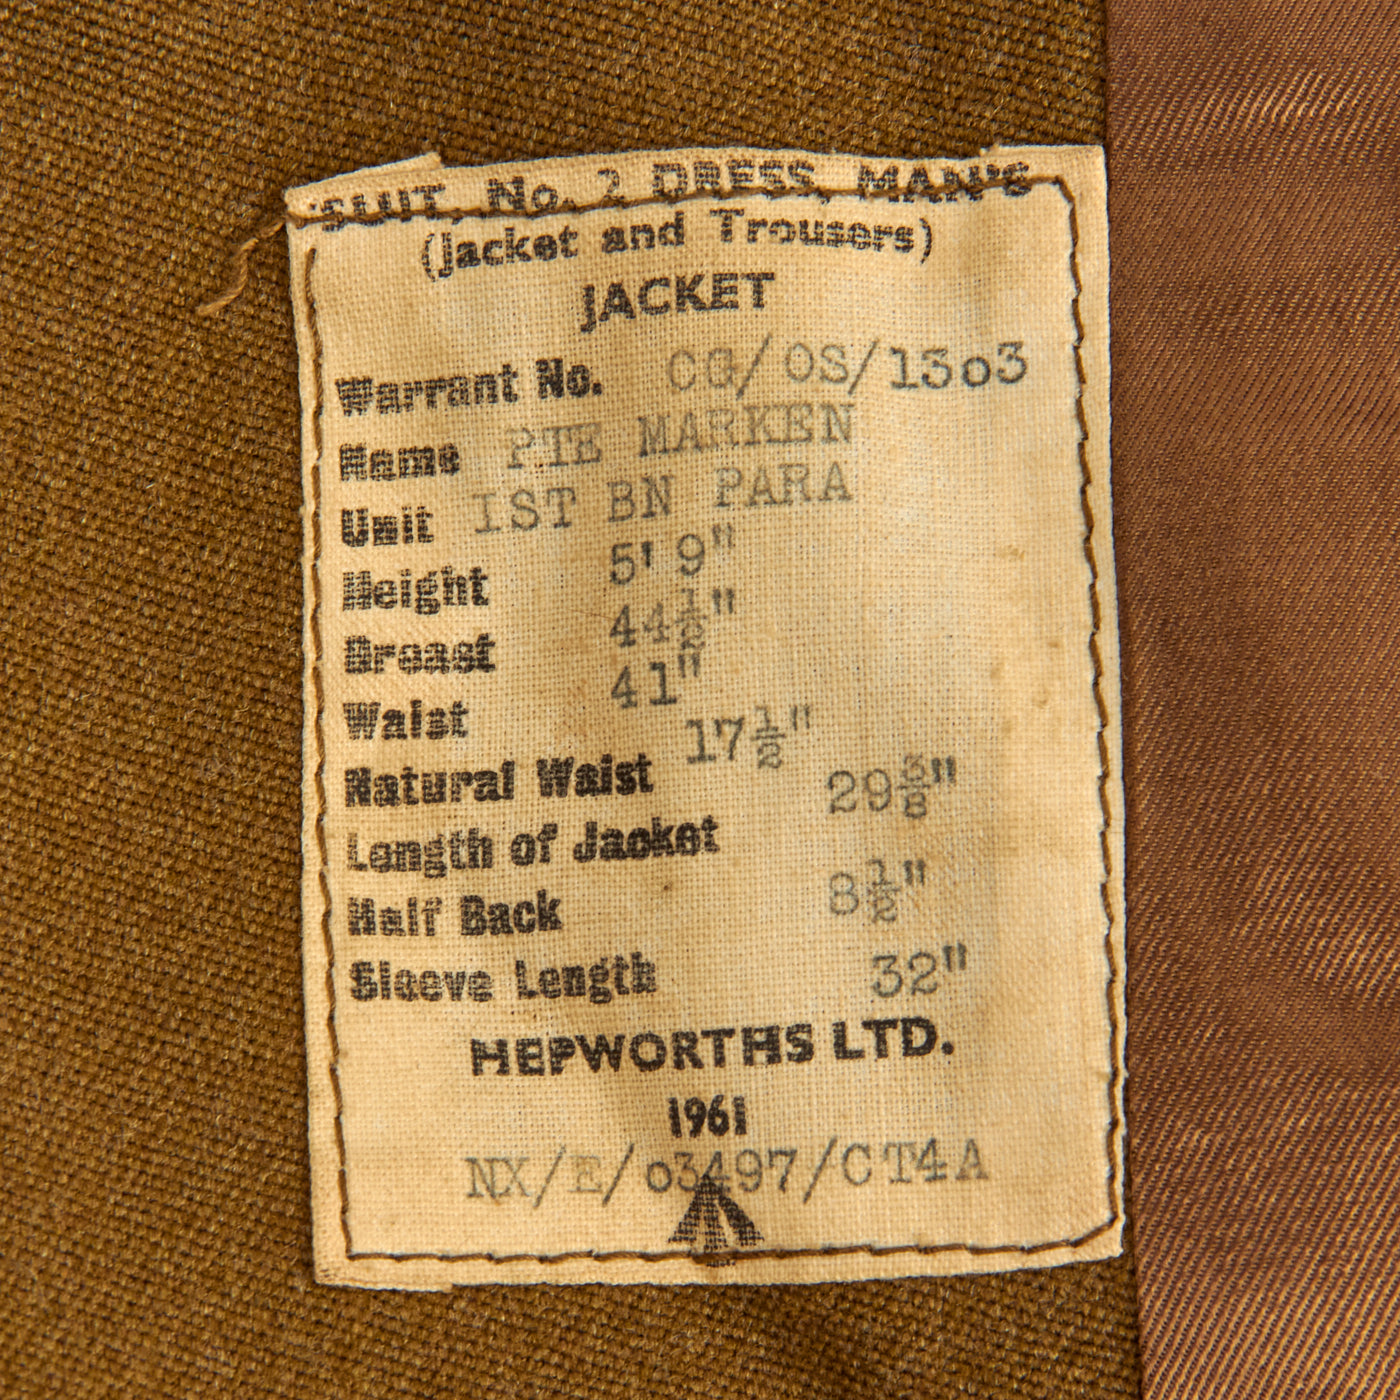 SUIT, No. 2 DRESS, MAN'S
(Jacket and Trousers)
JACKET
Warrant No. CG/OS/13o3
Name PTE MARKEN
Unit IST BN PARA
Height 5' 9"
Breast 44½"
Waist 41"
Natural Waist 17½"
Length of Jacket 29⅜"
Half Back 8½"
Sleeve Length 32"
HEPWORTHS LTD.
1961
NX/E/o3497/CT4A